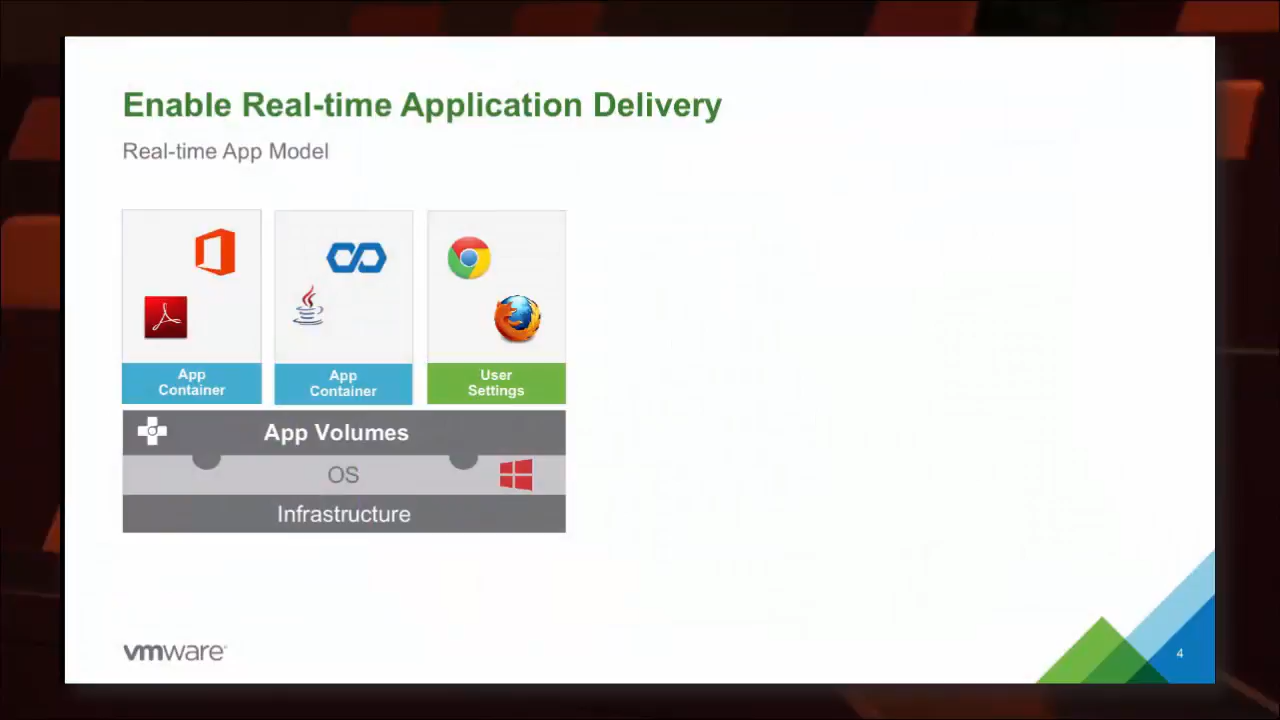 Enable Real-time Application Delivery
Real-time App Model
App
Container
App
Container
User
Settings
App Volumes
OS
Infrastructure
vmware
4